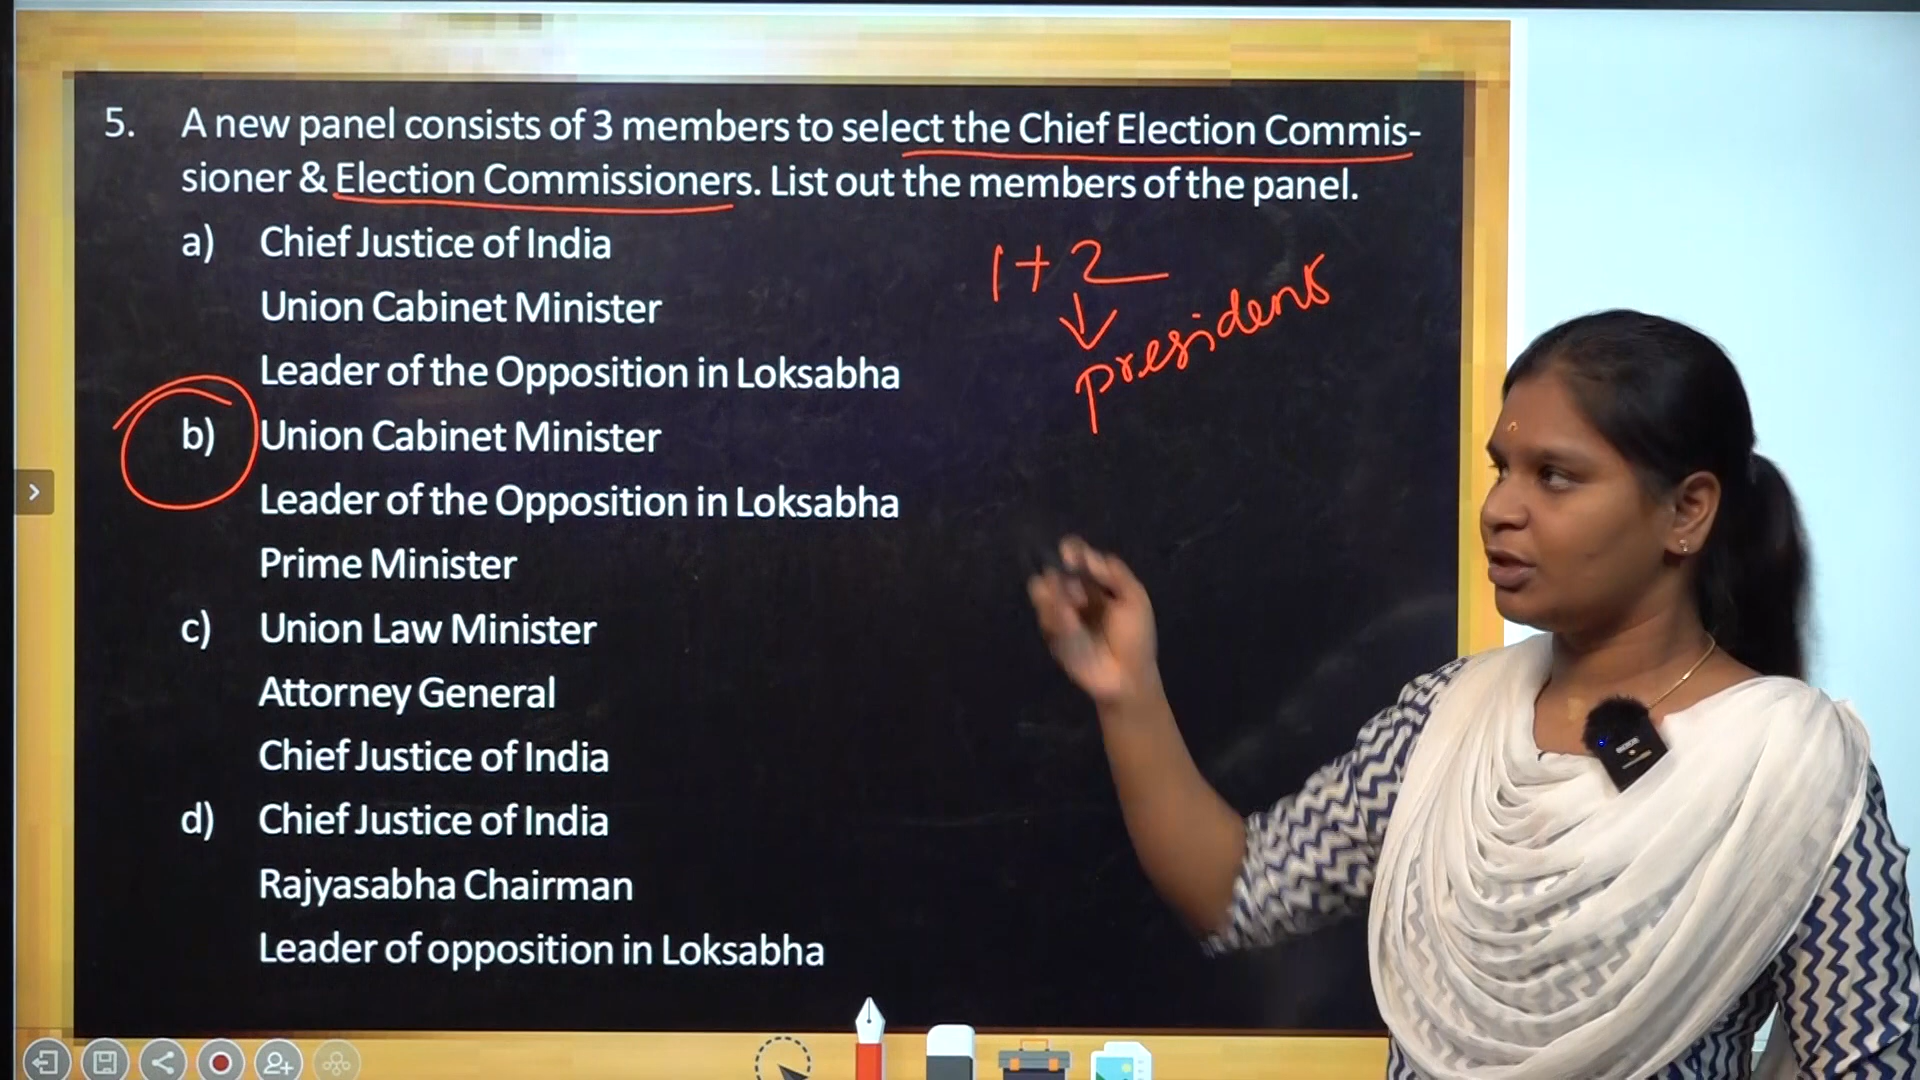 5. A new panel consists of 3 members to select the Chief Election Commis-
sioner & Election Commissioners. List out the members of the panel.
a) Chief Justice of India
Union Cabinet Minister
Leader of the Opposition in Loksabha
b) Union Cabinet Minister
Leader of the Opposition in Loksabha
Prime Minister
c) Union Law Minister
Attorney General
Chief Justice of India
d) Chief Justice of India
Rajyasabha Chairman
Leader of opposition in Loksabha
1+2
president